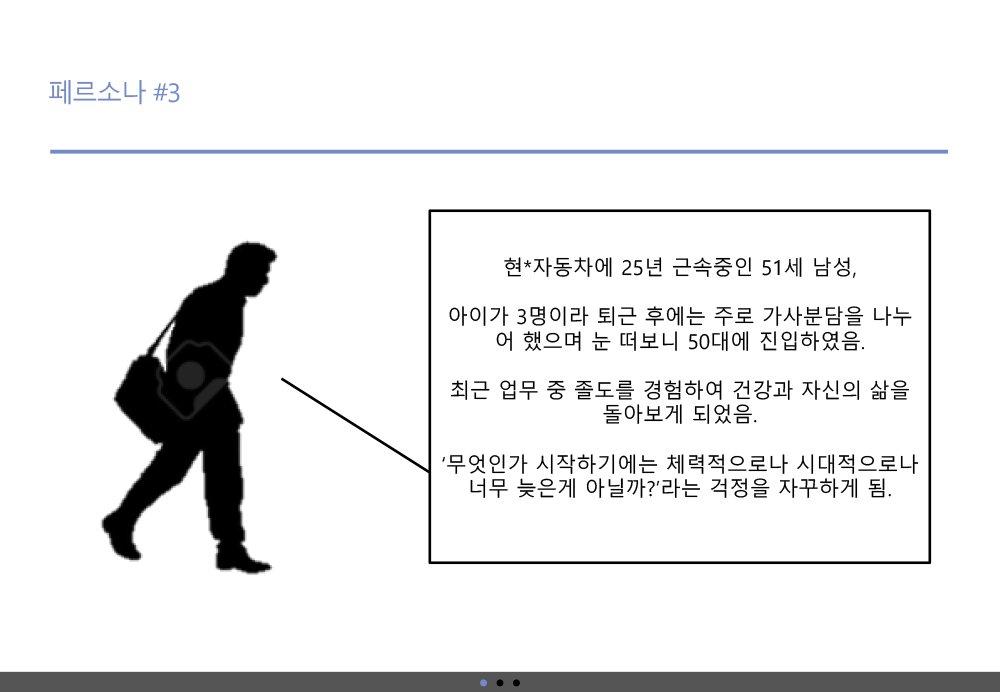 페르소나 #3
현*자동차에 25년 근속중인 51세 남성,
아이가 3명이라 퇴근 후에는 주로 가사분담을 나누
어 했으며 눈 떠보니 50대에 진입하였음.
최근 업무 중 졸도를 경험하여 건강과 자신의 삶을
돌아보게 되었음.
'무엇인가 시작하기에는 체력적으로나 시대적으로나
너무 늦은게 아닐까?'라는 걱정을 자꾸하게 됨.